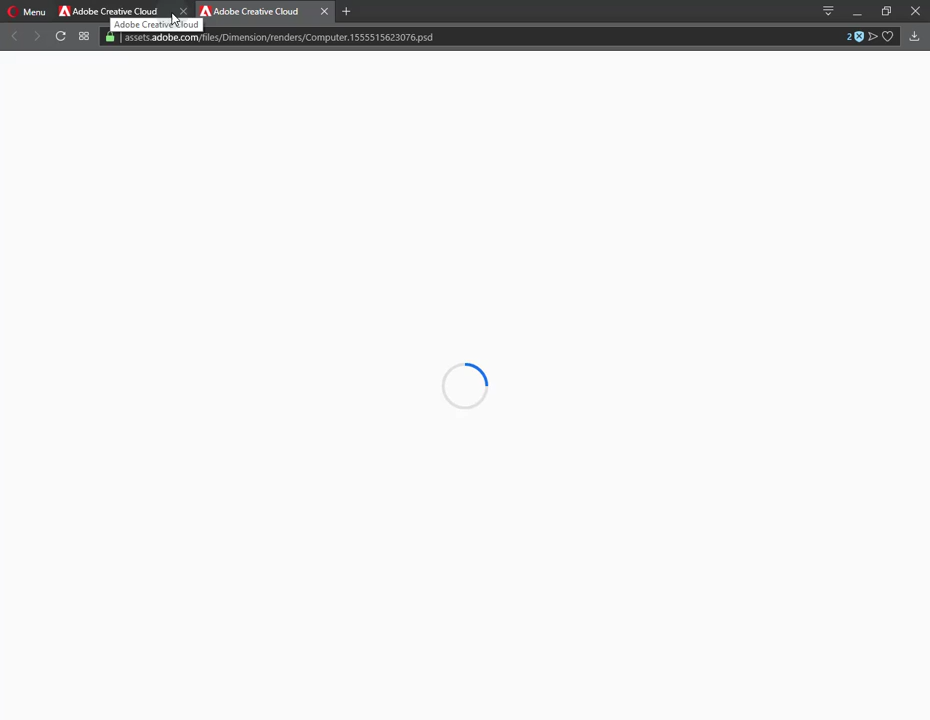 Menu
Adobe Creative Cloud
Adobe Creative Cloud
Adobe Creative Cloud
assets.adobe.com/files/Dimension/renders/Computer.1555515623076.psd
2